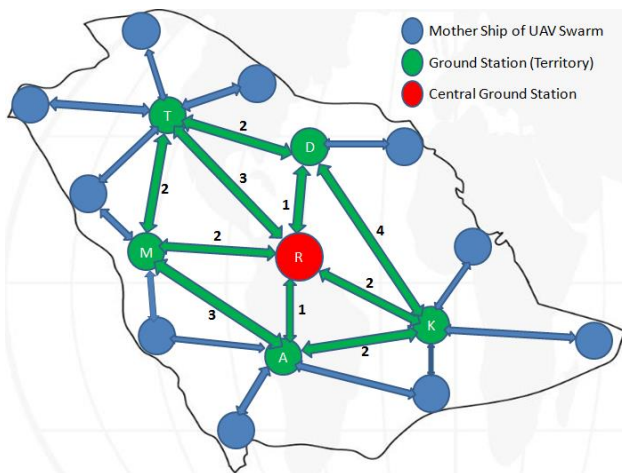 Mother Ship of UAV Swarm
Ground Station (Territory)
Central Ground Station
T
2
D
3
2
1
4
M
2
R
2
3
1
K
2
A